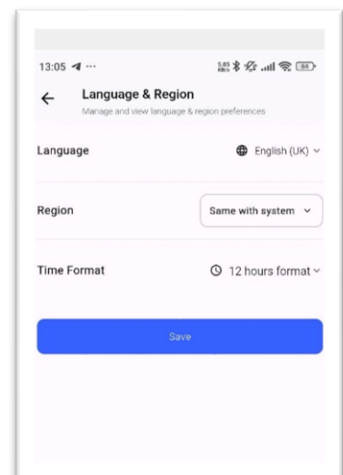 13:05
Language & Region
Manage and view language & region preferences
Language English (UK)
Region Same with system
Time Format 12 hours format
Save